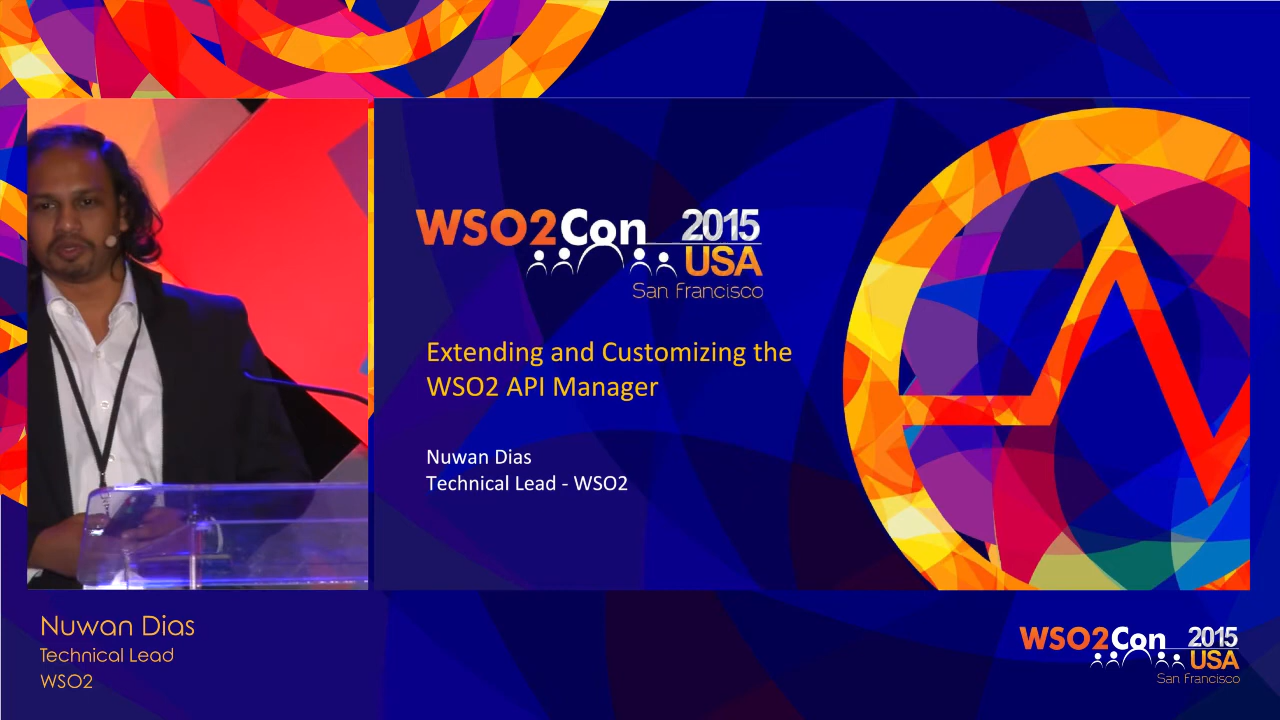 WSO2Con 2015
USA
San Francisco
Extending and Customizing the
WSO2 API Manager
Nuwan Dias
Technical Lead - WSO2
Nuwan Dias
Technical Lead
WSO2
WSO2Con 2015
USA
San Francisco